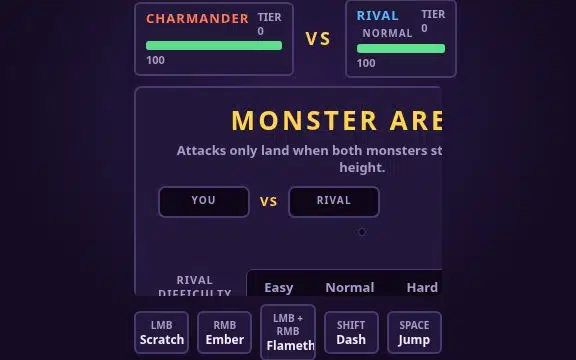 CHARMANDER TIER 0
100
VS
RIVAL TIER 0
NORMAL
100
MONSTER ARE
Attacks only land when both monsters st
height.
YOU VS RIVAL
RIVAL
DIFFICULTY
Easy Normal Hard
LMB
Scratch
RMB
Ember
LMB +
RMB
Flameth
SHIFT
Dash
SPACE
Jump